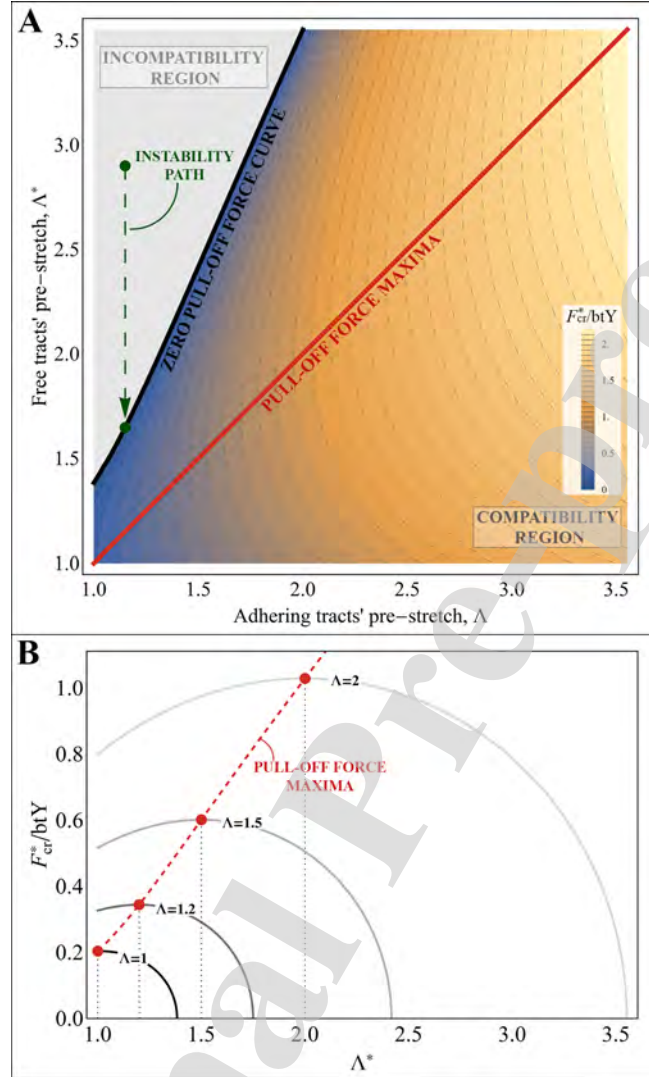 A
INCOMPATIBILITY
REGION
INSTABILITY
PATH
ZERO PULL-OFF FORCE CURVE
PULL-OFF FORCE MAXIMA
F*cr/btY
2.
1.5
1.
0.5
0
COMPATIBILITY
REGION
3.5
3.0
2.5
2.0
1.5
1.0
Free tracts' pre-stretch, Λ*
1.0 1.5 2.0 2.5 3.0 3.5
Adhering tracts' pre-stretch, Λ
B
Λ=2
PULL-OFF FORCE
MAXIMA
Λ=1.5
Λ=1.2
Λ=1
1.0
0.8
0.6
0.4
0.2
0.0
F*cr/btY
1.0 1.5 2.0 2.5 3.0 3.5
Λ*
nal Pre-pro